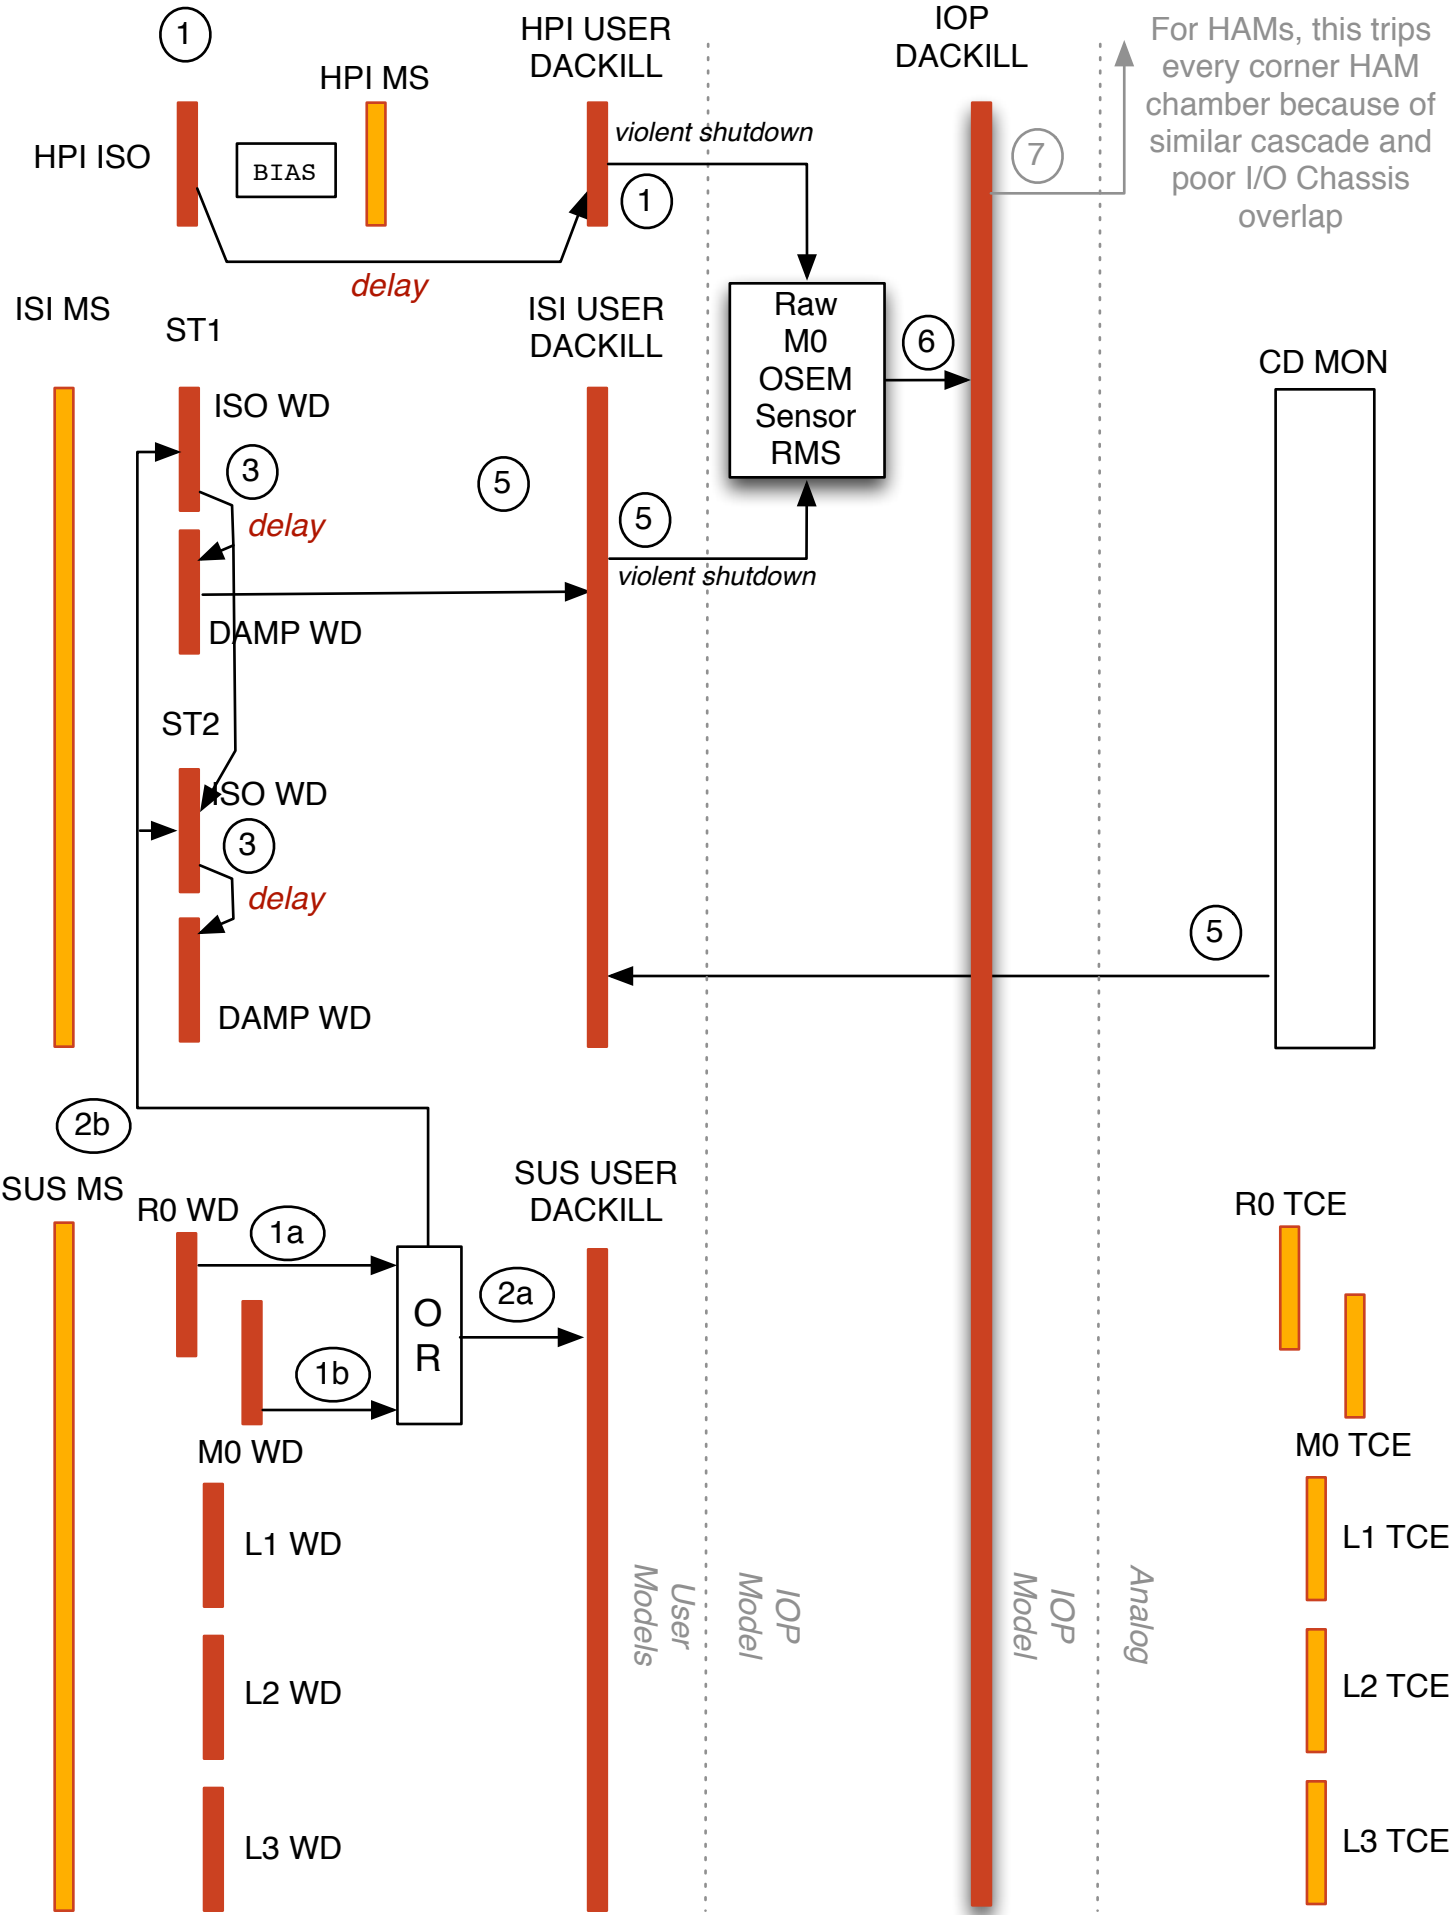 1
HPI USER
DACKILL
IOP
DACKILL
For HAMs, this trips
every corner HAM
chamber because of
similar cascade and
poor I/O Chassis
overlap
HPI MS
HPI ISO
BIAS
violent shutdown
1
7
delay
ISI MS
ST1
ISI USER
DACKILL
Raw
M0
OSEM
Sensor
RMS
6
CD MON
ISO WD
3
delay
5
5
violent shutdown
DAMP WD
ST2
ISO WD
3
delay
5
DAMP WD
2b
SUS MS
R0 WD
1a
SUS USER
DACKILL
R0 TCE
O
R
2a
1b
M0 WD
M0 TCE
L1 WD
L1 TCE
User
Models
IOP
Model
IOP
Model
Analog
L2 WD
L2 TCE
L3 WD
L3 TCE